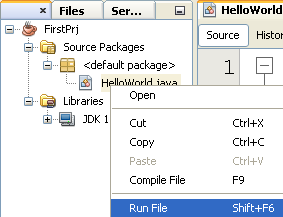 Files Ser...
HelloWorld
FirstPrj
Source Packages
Source Histor
<default package>
1
HelloWorld.java
Libraries
JDK 1
Open
Cut Ctrl+X
Copy Ctrl+C
Paste Ctrl+V
Compile File F9
Run File Shift+F6